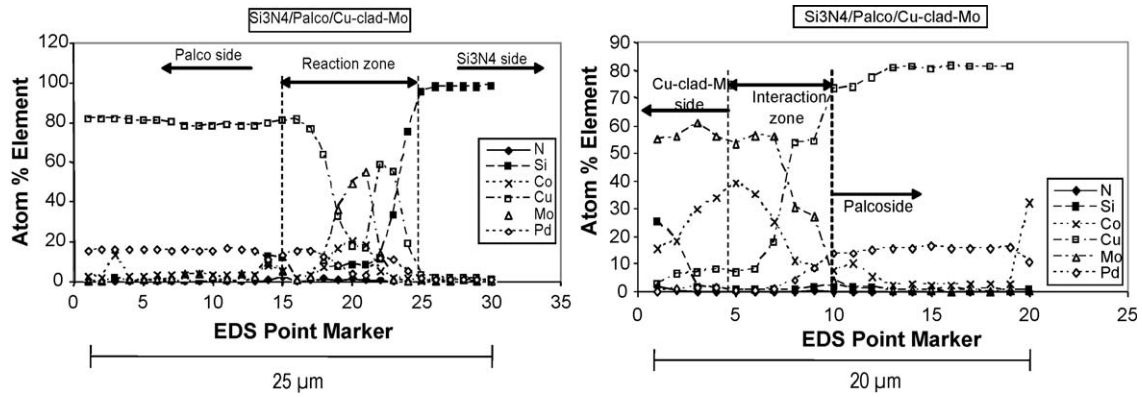 Si3N4/Palco/Cu-clad-Mo
120
100
80
60
40
20
0
Atom % Element
Palco side
Reaction zone
Si3N4 side
N
Si
Co
Cu
Mo
Pd
0 5 10 15 20 25 30 35
EDS Point Marker
25 µm
Si3N4/Palco/Cu-clad-Mo
90
80
70
60
50
40
30
20
10
0
Atom % Element
Cu-clad-M
side
Interaction
zone
Palcoside
N
Si
Co
Cu
Mo
Pd
0 5 10 15 20 25
EDS Point Marker
20 µm